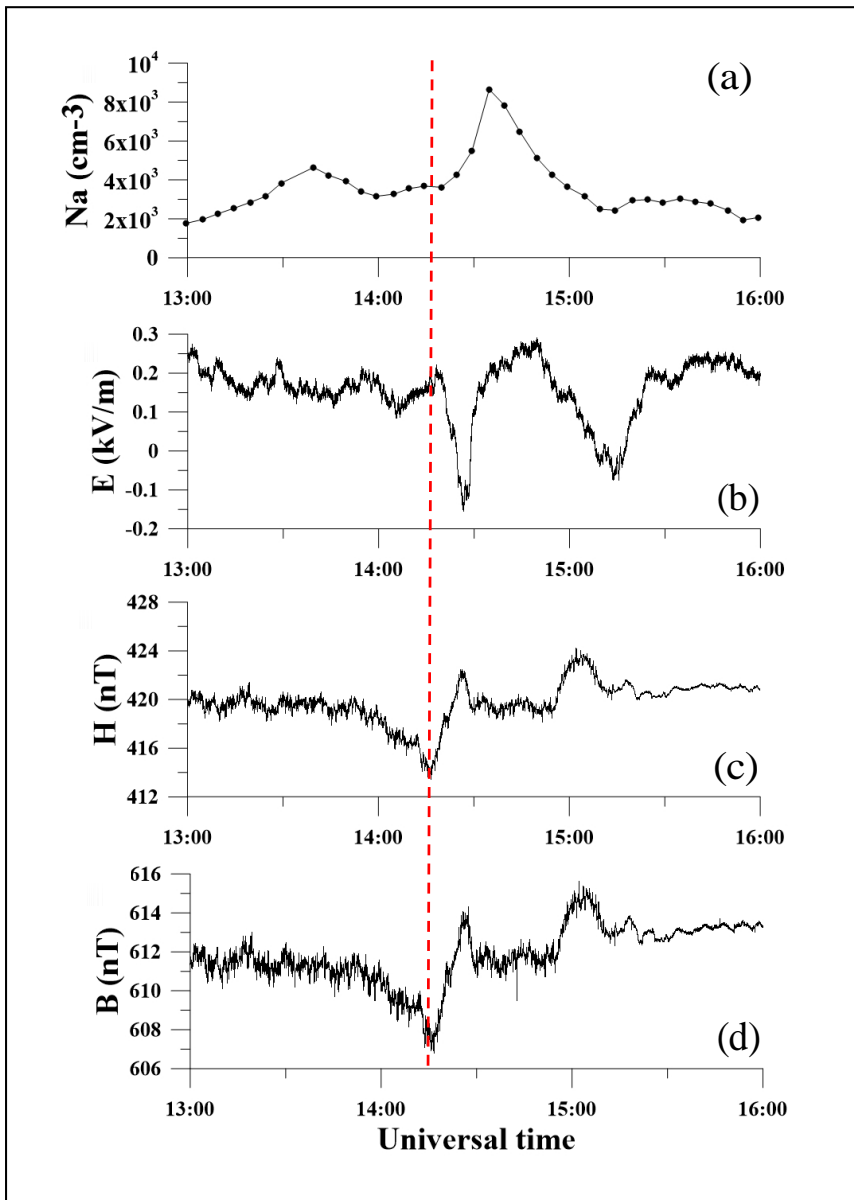 (a)
Na (cm-3)
10⁴
8x10³
6x10³
4x10³
2x10³
0
13:00 14:00 15:00 16:00
(b)
E (kV/m)
0.3
0.2
0.1
0
-0.1
-0.2
13:00 14:00 15:00 16:00
(c)
H (nT)
428
424
420
416
412
13:00 14:00 15:00 16:00
(d)
B (nT)
616
614
612
610
608
606
13:00 14:00 15:00 16:00
Universal time